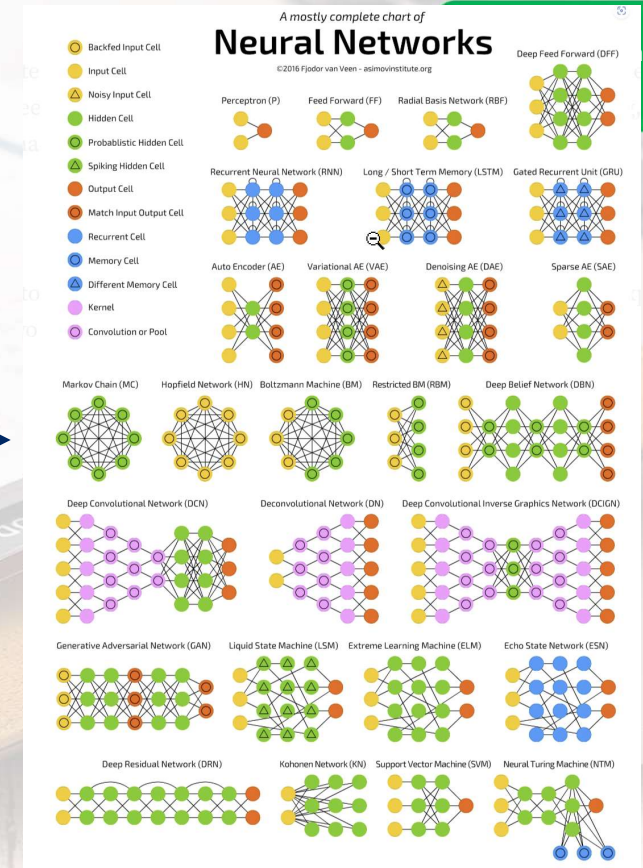 A mostly complete chart of
Neural Networks
©2016 Fjodor van Veen - asimovinstitute.org
Backfed Input Cell
Input Cell
Noisy Input Cell
Hidden Cell
Probablistic Hidden Cell
Spiking Hidden Cell
Output Cell
Match Input Output Cell
Recurrent Cell
Memory Cell
Different Memory Cell
Kernel
Convolution or Pool
Deep Feed Forward (DFF)
Perceptron (P) Feed Forward (FF) Radial Basis Network (RBF)
Recurrent Neural Network (RNN) Long / Short Term Memory (LSTM) Gated Recurrent Unit (GRU)
Auto Encoder (AE) Variational AE (VAE) Denoising AE (DAE) Sparse AE (SAE)
Markov Chain (MC) Hopfield Network (HN) Boltzmann Machine (BM) Restricted BM (RBM) Deep Belief Network (DBN)
Deep Convolutional Network (DCN) Deconvolutional Network (DN) Deep Convolutional Inverse Graphics Network (DCIGN)
Generative Adversarial Network (GAN) Liquid State Machine (LSM) Extreme Learning Machine (ELM) Echo State Network (ESN)
Deep Residual Network (DRN) Kohonen Network (KN) Support Vector Machine (SVM) Neural Turing Machine (NTM)